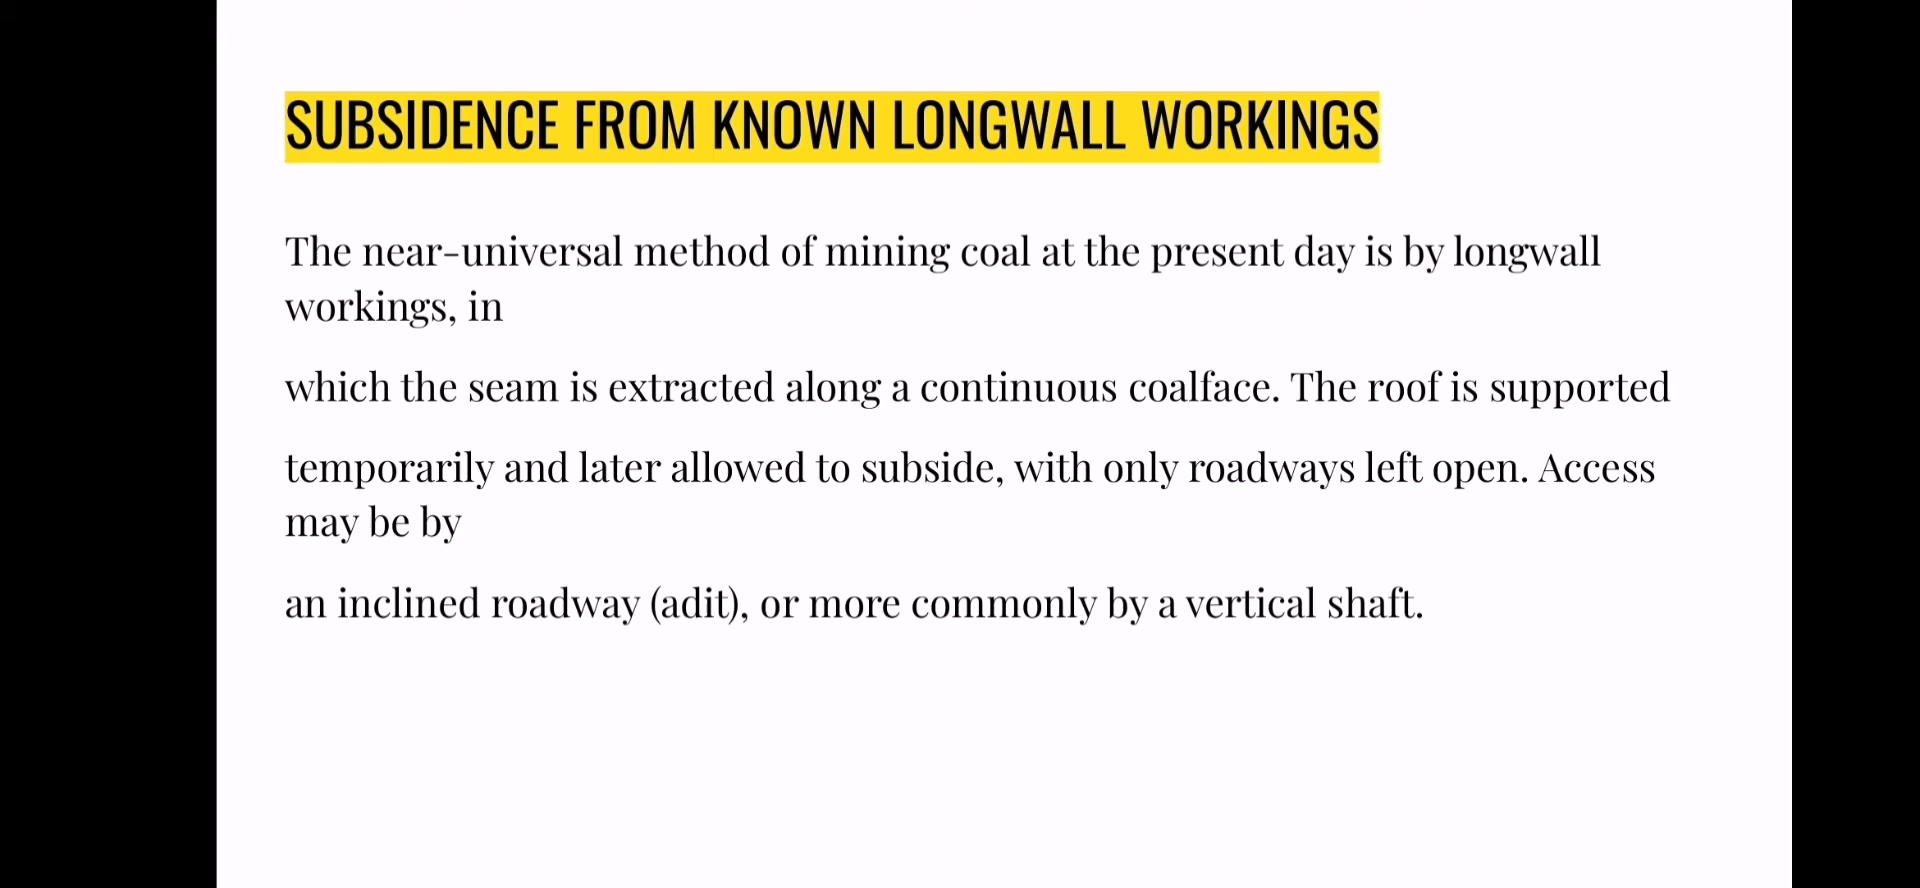 SUBSIDENCE FROM KNOWN LONGWALL WORKINGS
The near-universal method of mining coal at the present day is by longwall
workings, in
which the seam is extracted along a continuous coalface. The roof is supported
temporarily and later allowed to subside, with only roadways left open. Access
may be by
an inclined roadway (adit), or more commonly by a vertical shaft.